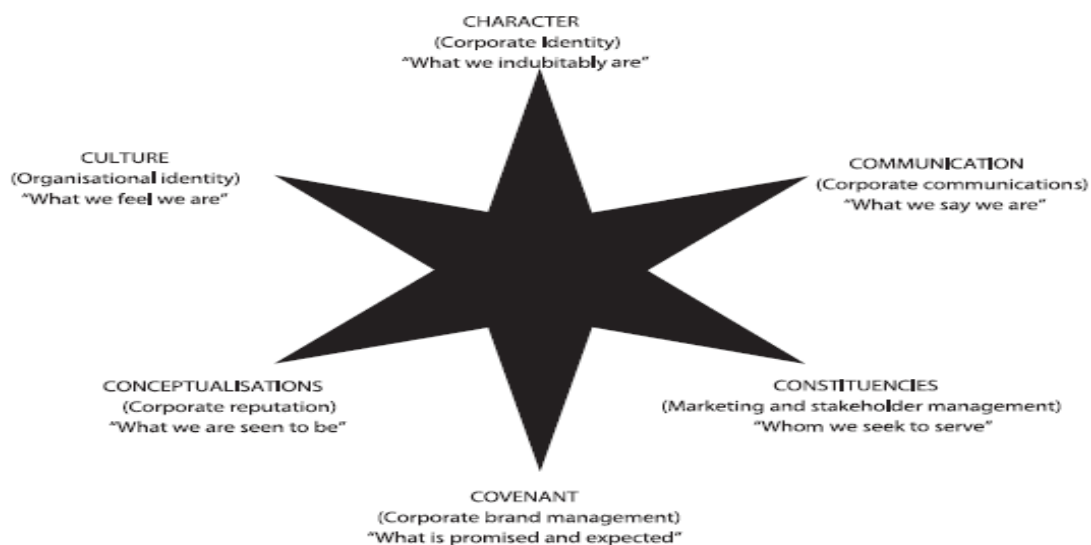 CHARACTER
(Corporate Identity)
"What we indubitably are"
CULTURE
(Organisational identity)
"What we feel we are"
COMMUNICATION
(Corporate communications)
"What we say we are"
CONCEPTUALISATIONS
(Corporate reputation)
"What we are seen to be"
CONSTITUENCIES
(Marketing and stakeholder management)
"Whom we seek to serve"
COVENANT
(Corporate brand management)
"What is promised and expected"